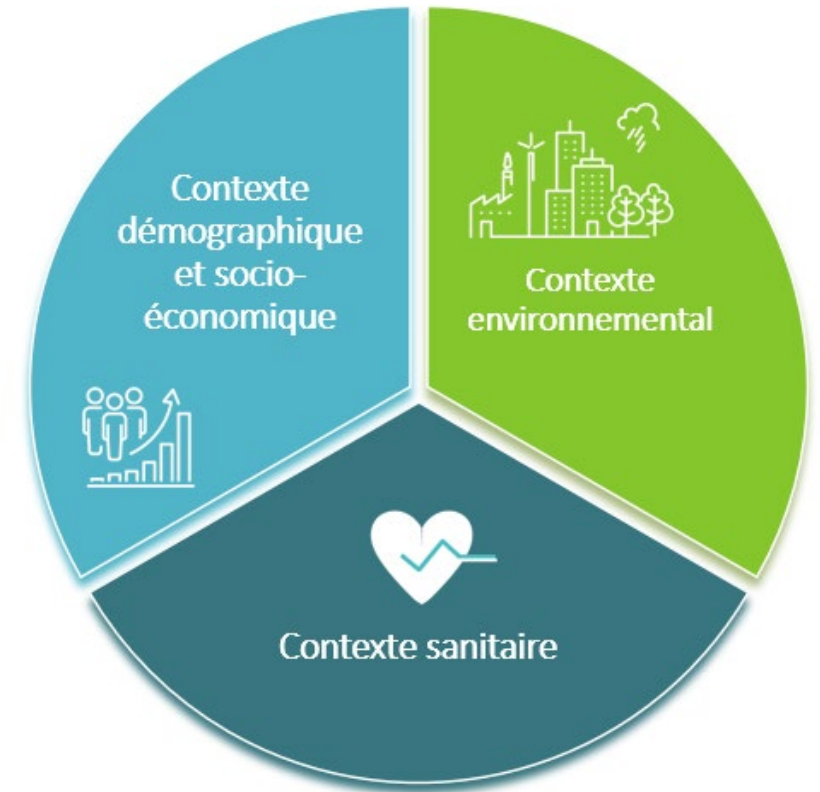 Contexte
démographique
et socio-
économique
Contexte
environnemental
Contexte sanitaire